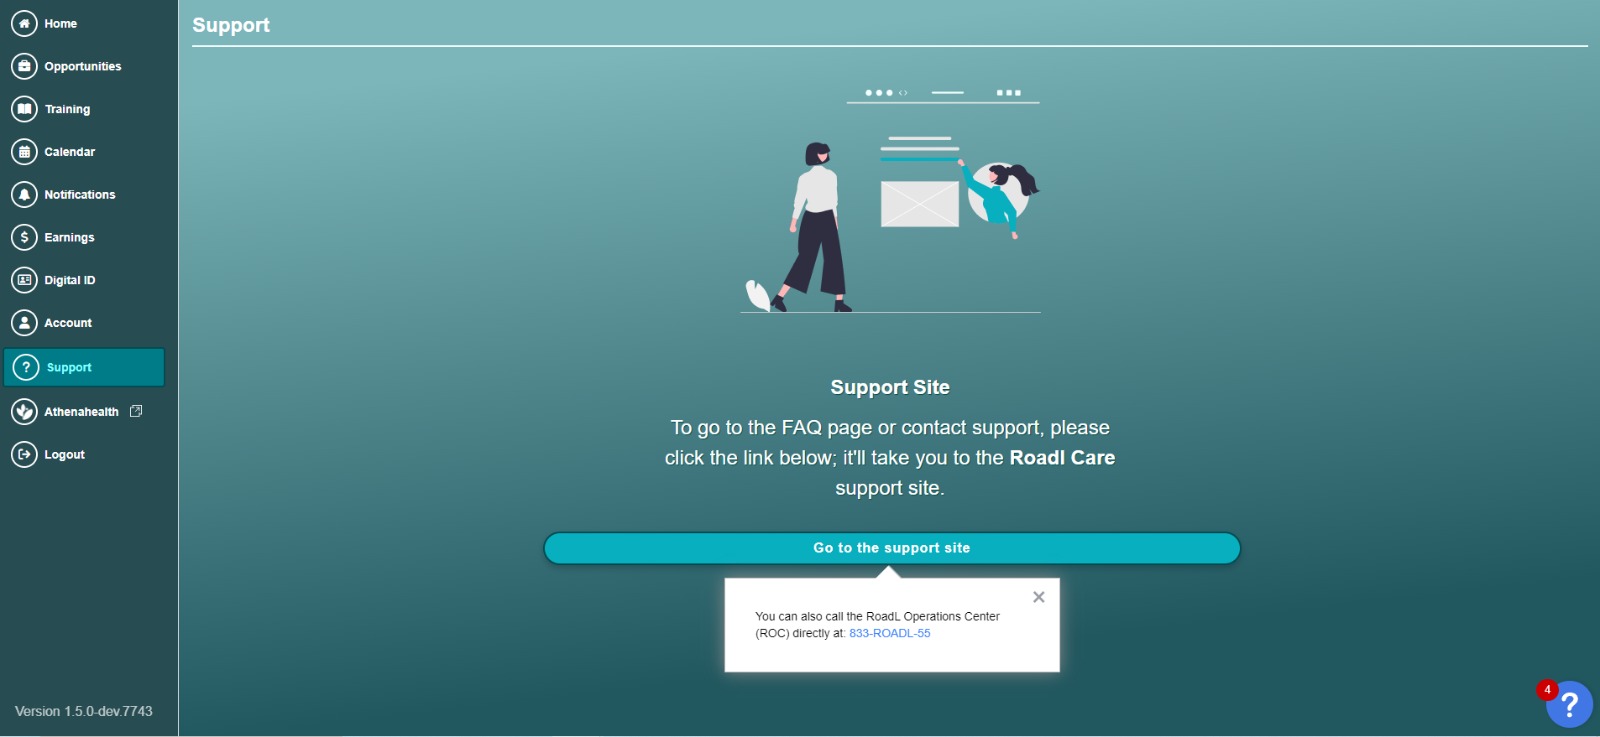 Home
Opportunities
Training
Calendar
Notifications
Earnings
Digital ID
Account
Support
Athenahealth
Logout
Version 1.5.0-dev.7743
Support
Support Site
To go to the FAQ page or contact support, please
click the link below; it'll take you to the Roadl Care
support site.
Go to the support site
You can also call the RoadL Operations Center
(ROC) directly at: 833-ROADL-55
4